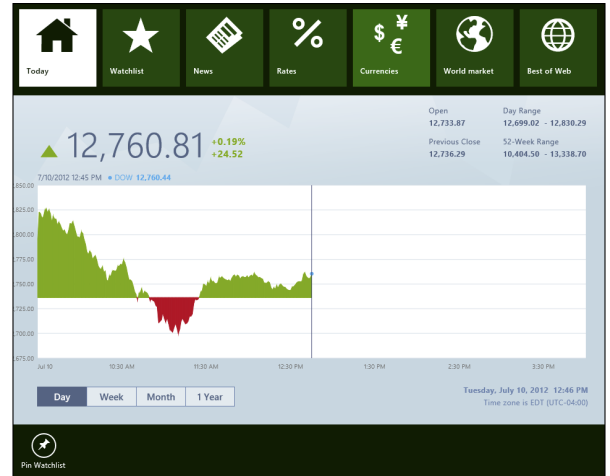 Today
Watchlist
News
Rates
Currencies
World market
Best of Web
12,760.81
+0.19%
+24.52
Open
12,733.87
Day Range
12,699.02 - 12,830.29
Previous Close
12,736.29
52-Week Range
10,404.50 - 13,338.70
7/10/2012 12:45 PM • DOW 12,760.44
,850.00
,825.00
,800.00
,775.00
,750.00
,725.00
,700.00
,675.00
Jul 10 10:30 AM 11:30 AM 12:30 PM 1:30 PM 2:30 PM 3:30 PM
Day Week Month 1 Year
Tuesday, July 10, 2012 12:46 PM
Time zone is EDT (UTC-04:00)
Pin Watchlist